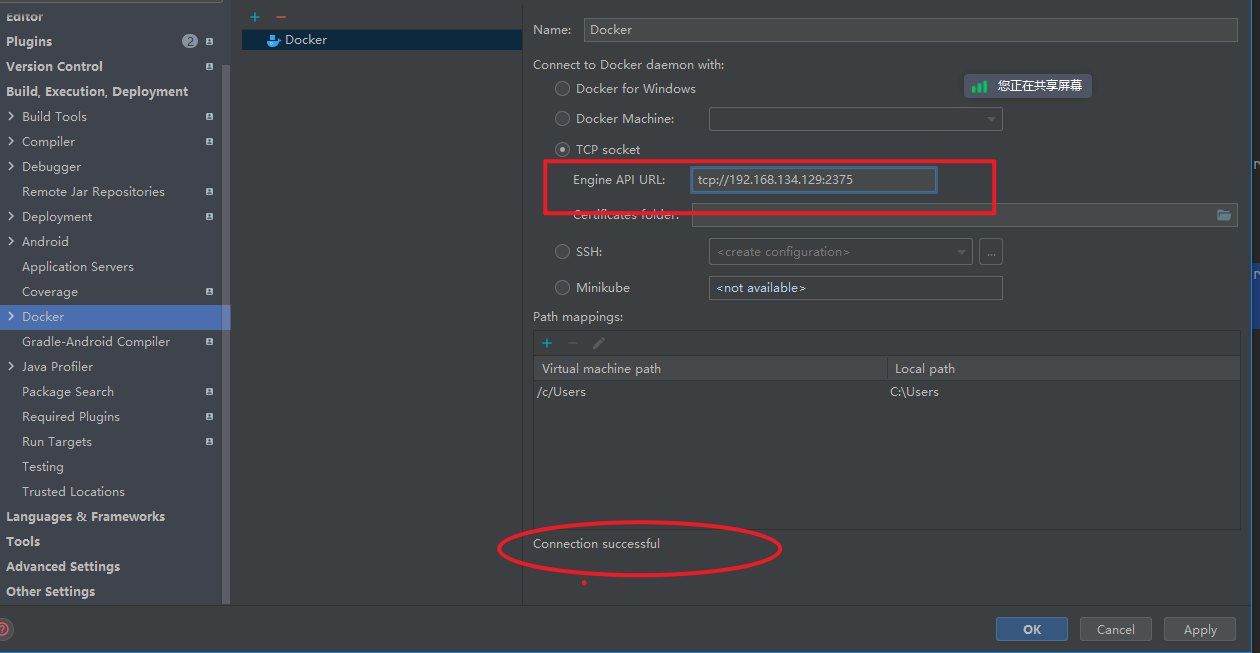 Editor
Plugins 2
Version Control
Build, Execution, Deployment
Build Tools
Compiler
Debugger
Remote Jar Repositories
Deployment
Android
Application Servers
Coverage
Docker
Gradle-Android Compiler
Java Profiler
Package Search
Required Plugins
Run Targets
Testing
Trusted Locations
Languages & Frameworks
Tools
Advanced Settings
Other Settings
?
Docker
Name: Docker
Connect to Docker daemon with:
Docker for Windows
您正在共享屏幕
Docker Machine:
TCP socket
Engine API URL: tcp://192.168.134.129:2375
Certificates folder:
SSH: <create configuration> ...
Minikube <not available>
Path mappings:
Virtual machine path Local path
/c/Users C:\Users
Connection successful
OK Cancel Apply